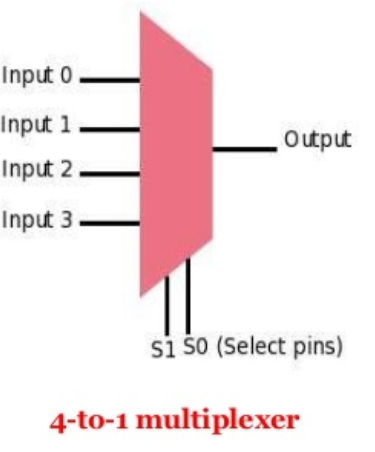 Input 0
Input 1
Output
Input 2
Input 3
S1 S0 (Select pins)
4-to-1 multiplexer